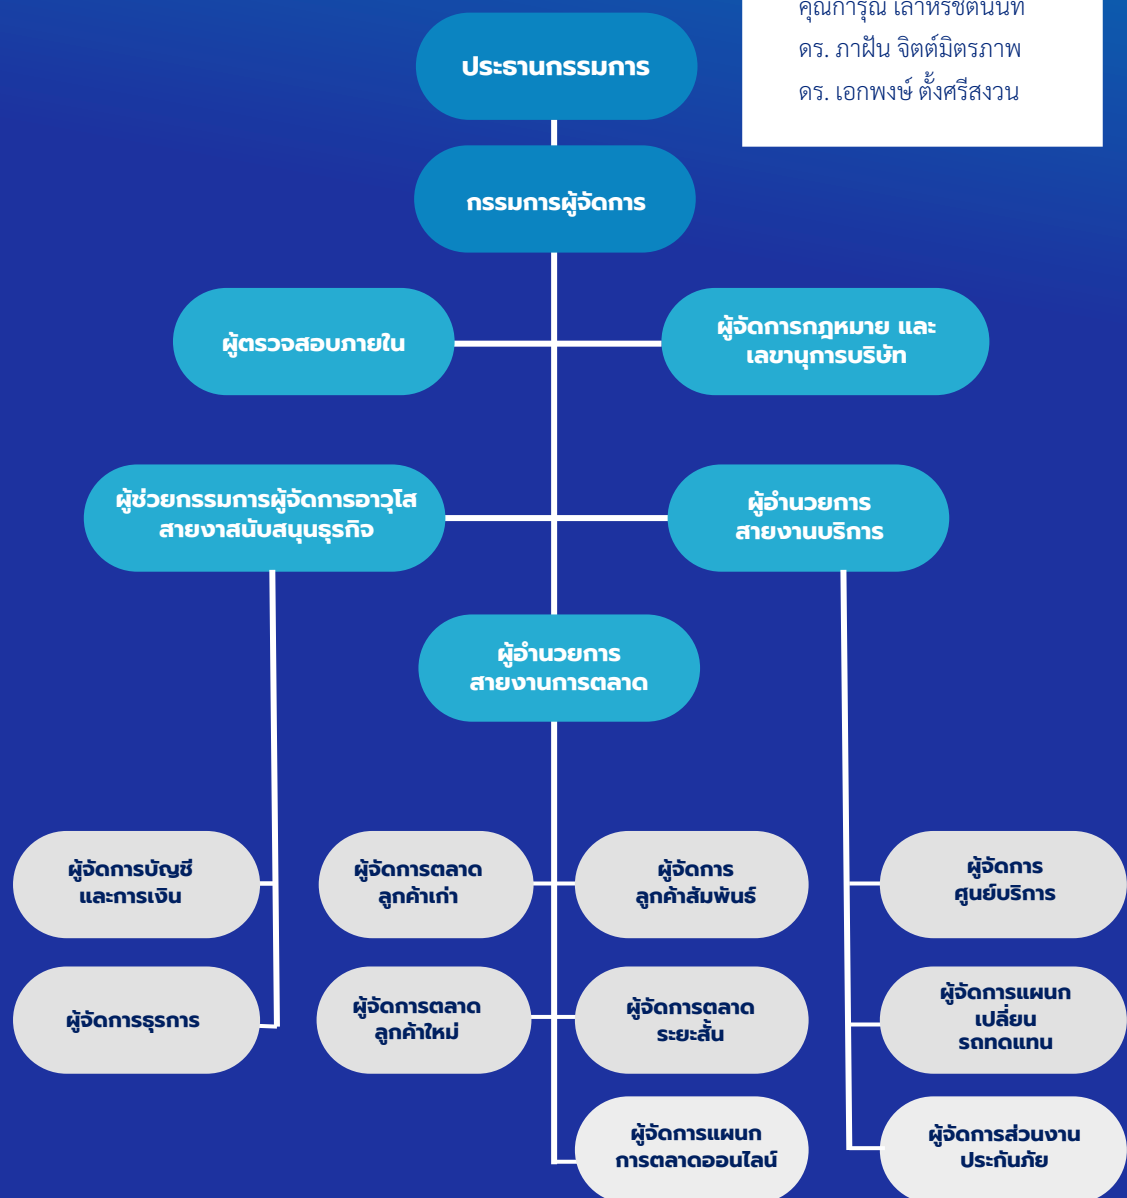 ดร. ภาฝัน จิตต์มิตรภาพ
ดร. เอกพงษ์ ตั้งศรีสงวน
ประธานกรรมการ
กรรมการผู้จัดการ
ผู้ตรวจสอบภายใน
ผู้จัดการกฎหมาย และ
เลขานุการบริษัท
ผู้ช่วยกรรมการผู้จัดการอาวุโส
สายงาสนับสนุนธุรกิจ
ผู้อำนวยการ
สายงานบริการ
ผู้อำนวยการ
สายงานการตลาด
ผู้จัดการบัญชี
และการเงิน
ผู้จัดการตลาด
ลูกค้าเก่า
ผู้จัดการ
ลูกค้าสัมพันธ์
ผู้จัดการ
ศูนย์บริการ
ผู้จัดการธุรการ
ผู้จัดการตลาด
ลูกค้าใหม่
ผู้จัดการตลาด
ระยะสั้น
ผู้จัดการแผนก
เปลี่ยน
รถทดแทน
ผู้จัดการแผนก
การตลาดออนไลน์
ผู้จัดการส่วนงาน
ประกันภัย